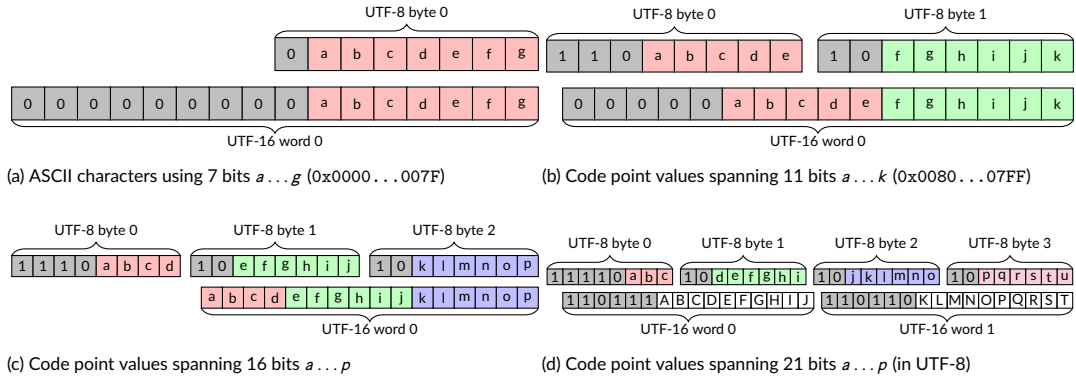 UTF-8 byte 0
0 a b c d e f g
0 0 0 0 0 0 0 0 0 a b c d e f g
UTF-16 word 0
(a) ASCII characters using 7 bits a...g (0x0000...007F)
UTF-8 byte 0 UTF-8 byte 1
1 1 0 a b c d e 1 0 f g h i j k
0 0 0 0 0 a b c d e f g h i j k
UTF-16 word 0
(b) Code point values spanning 11 bits a...k (0x0080...07FF)
UTF-8 byte 0 UTF-8 byte 1 UTF-8 byte 2
1 1 1 0 a b c d 1 0 e f g h i j 1 0 k l m n o p
a b c d e f g h i j k l m n o p
UTF-16 word 0
(c) Code point values spanning 16 bits a...p
UTF-8 byte 0 UTF-8 byte 1 UTF-8 byte 2 UTF-8 byte 3
1 1 1 1 0 a b c 1 0 d e f g h i 1 0 j k l m n o 1 0 p q r s t u
1 1 0 1 1 1 A B C D E F G H I J 1 1 0 1 1 0 K L M N O P Q R S T
UTF-16 word 0 UTF-16 word 1
(d) Code point values spanning 21 bits a...p (in UTF-8)